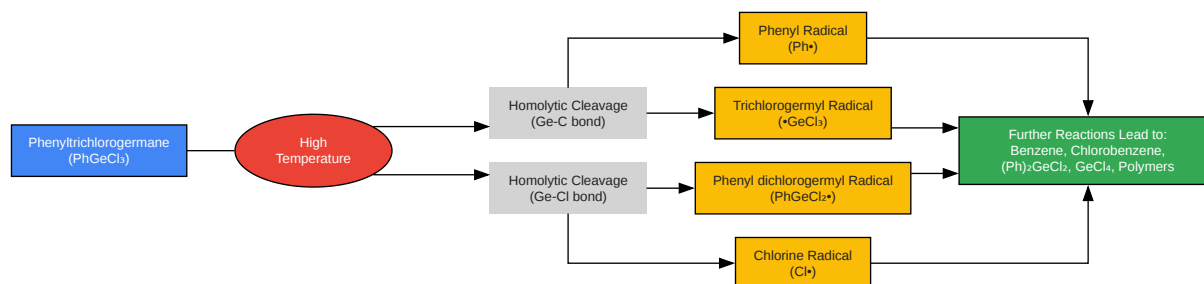 Phenyltrichlorogermane
(PhGeCl₃)
High
Temperature
Homolytic Cleavage
(Ge-C bond)
Homolytic Cleavage
(Ge-Cl bond)
Phenyl Radical
(Ph•)
Trichlorogermyl Radical
(•GeCl₃)
Phenyl dichlorogermyl Radical
(PhGeCl₂•)
Chlorine Radical
(Cl•)
Further Reactions Lead to:
Benzene, Chlorobenzene,
(Ph)₂GeCl₂, GeCl₄, Polymers